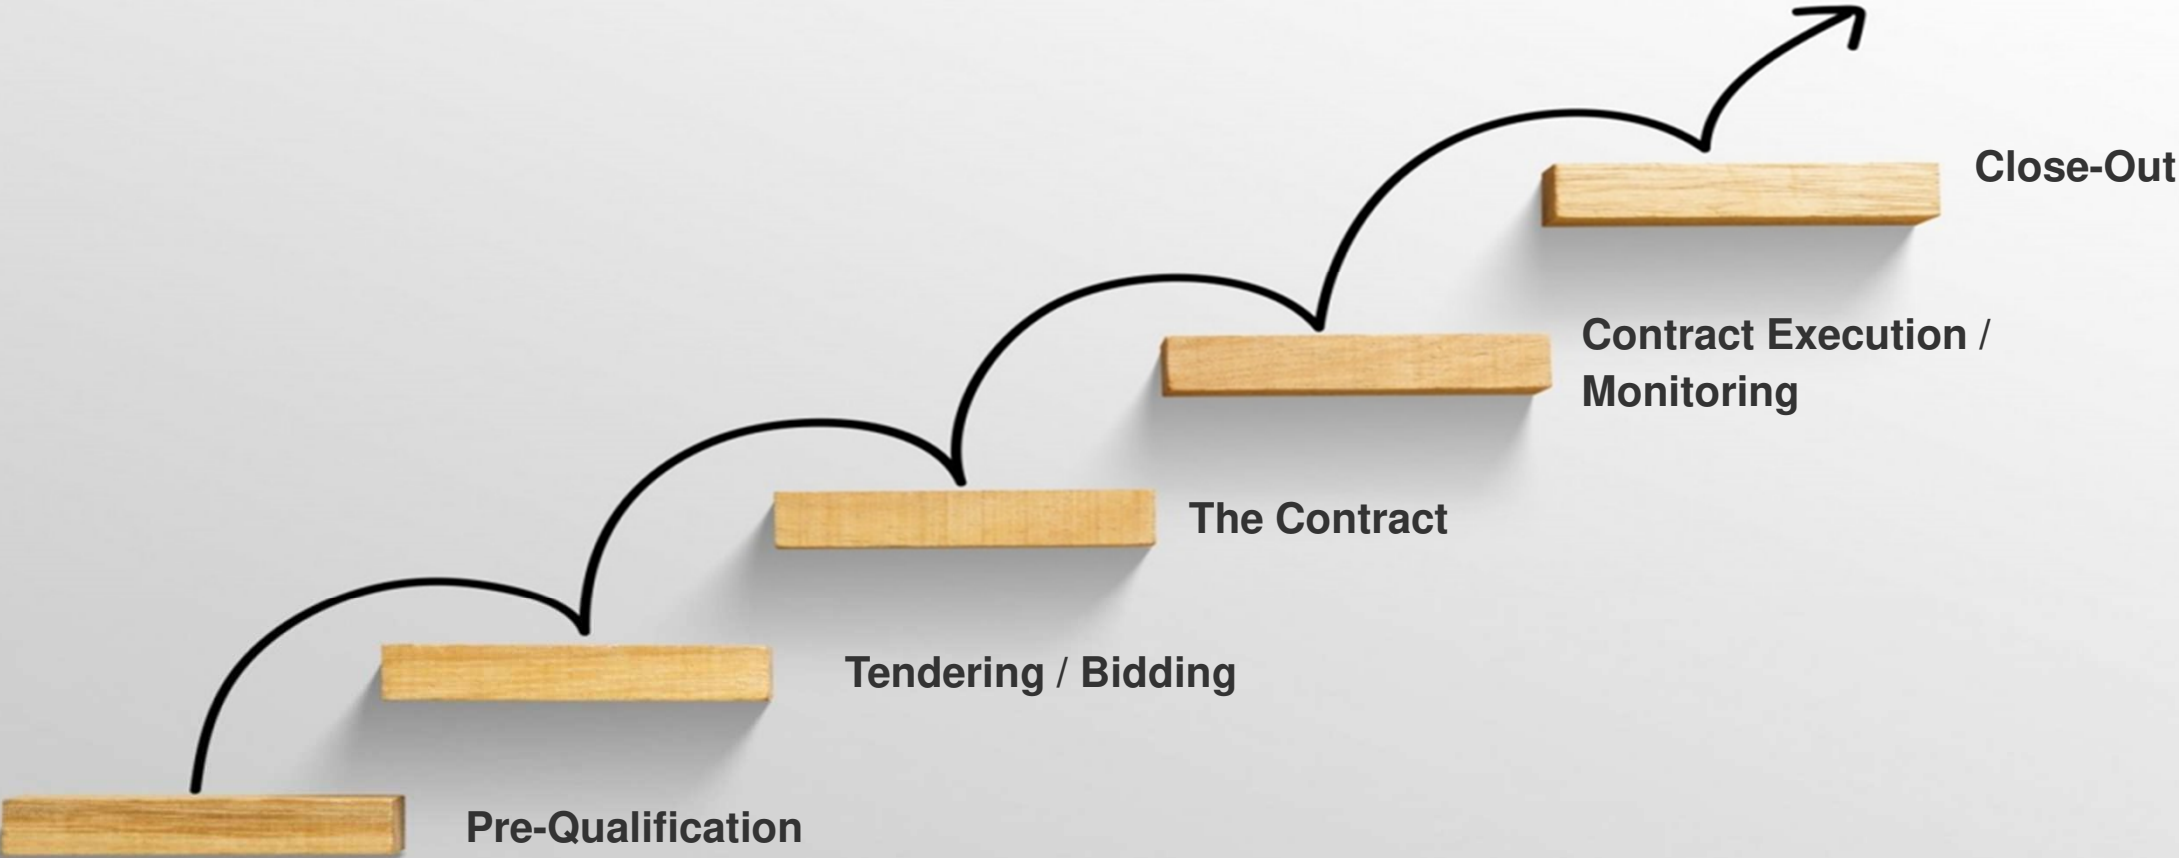 Close-Out
Contract Execution /
Monitoring
The Contract
Tendering / Bidding
Pre-Qualification